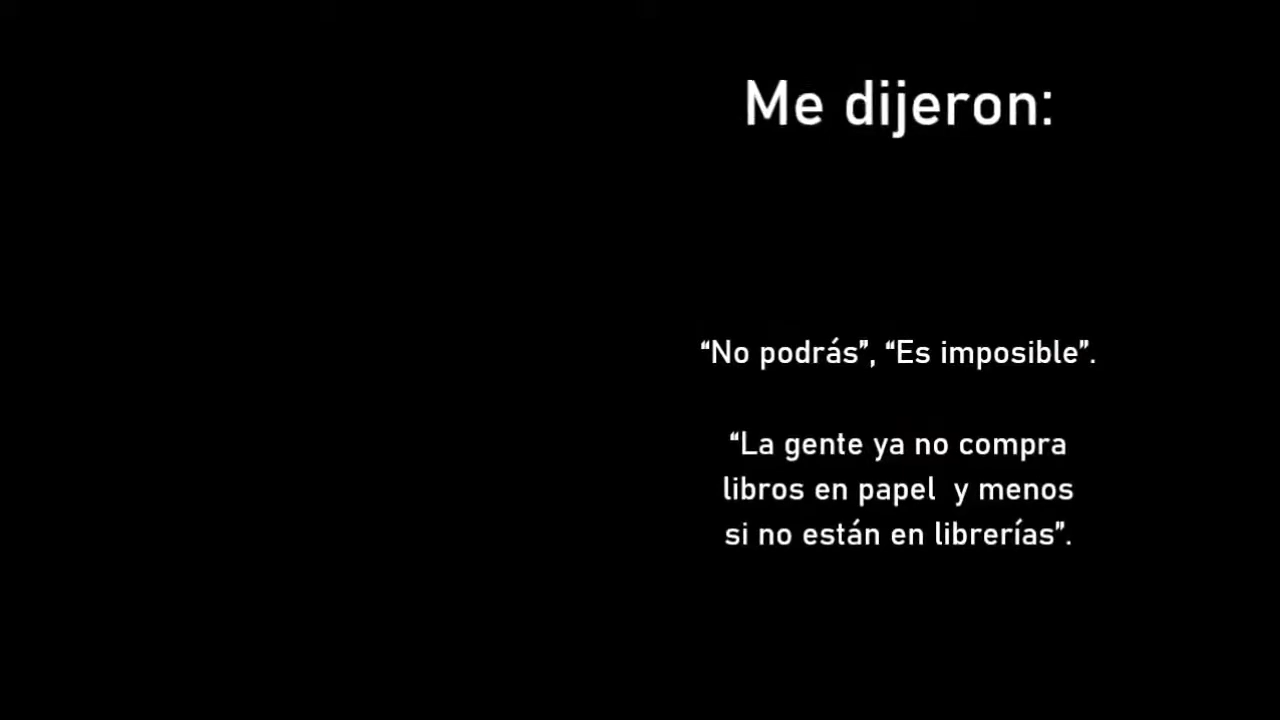 Me dijeron:
“No podrás”, “Es imposible”.
“La gente ya no compra
libros en papel  y menos
si no están en librerías”.